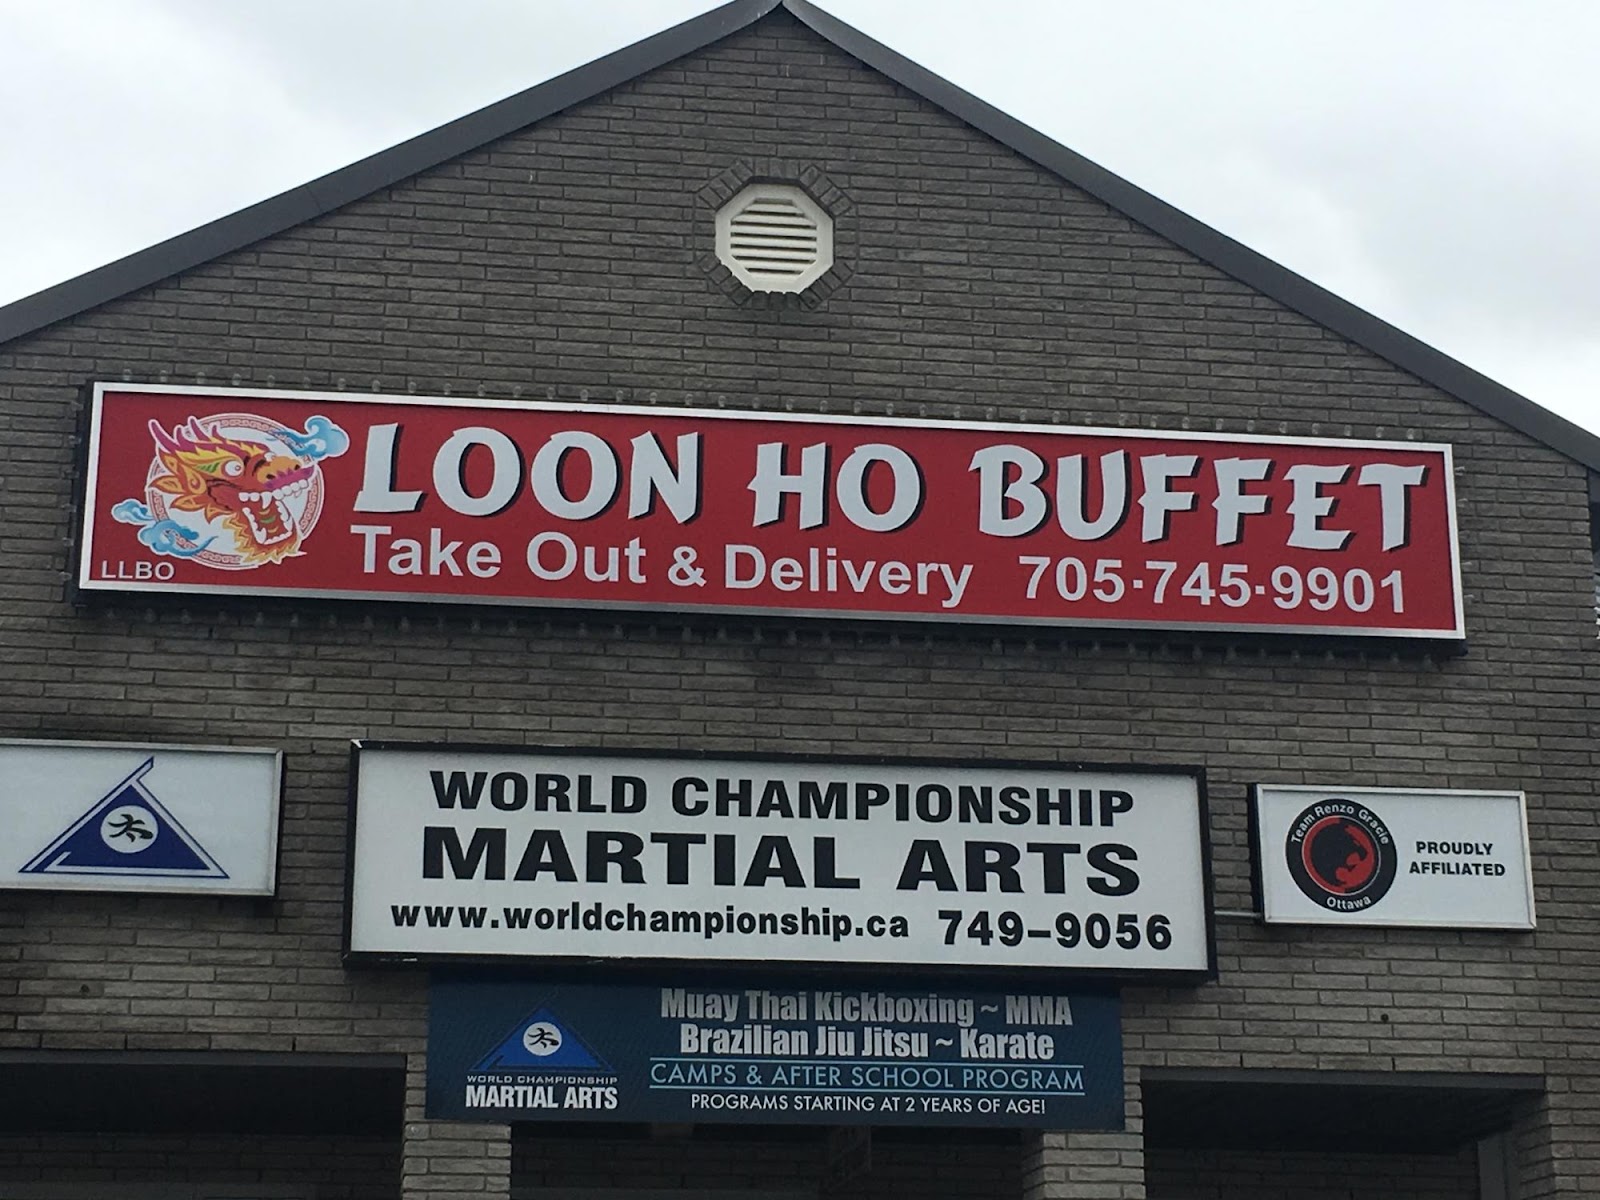 LOON HO BUFFET
LLBO
Take Out & Delivery 705·745·9901
WORLD CHAMPIONSHIP
MARTIAL ARTS
www.worldchampionship.ca 749-9056
Team Renzo Gracie
Ottawa
PROUDLY
AFFILIATED
WORLD CHAMPIONSHIP
MARTIAL ARTS
Muay Thai Kickboxing ~ MMA
Brazilian Jiu Jitsu ~ Karate
CAMPS & AFTER SCHOOL PROGRAM
PROGRAMS STARTING AT 2 YEARS OF AGE!